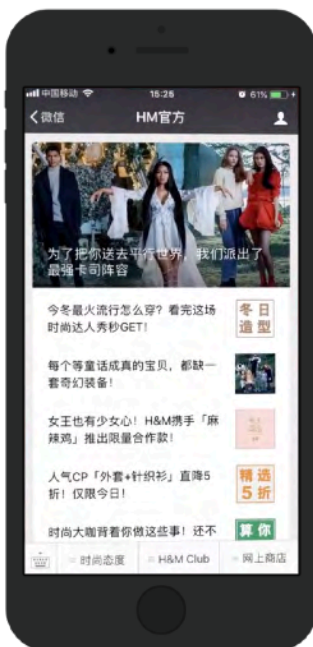 中国移动
15:25
61%
微信
HM官方
为了把你送去平行世界，我们派出了
最强卡司阵容
今冬最火流行怎么穿？看完这场
时尚达人秀秒GET！
冬日
造型
每个等童话成真的宝贝，都缺一
套奇幻装备！
女王也有少女心！H&M携手「麻
辣鸡」推出限量合作款！
人气CP「外套+针织衫」直降5
折！仅限今日！
精选
5折
时尚大咖背着你做这些事！还不
算你
时尚态度
H&M Club
网上商店